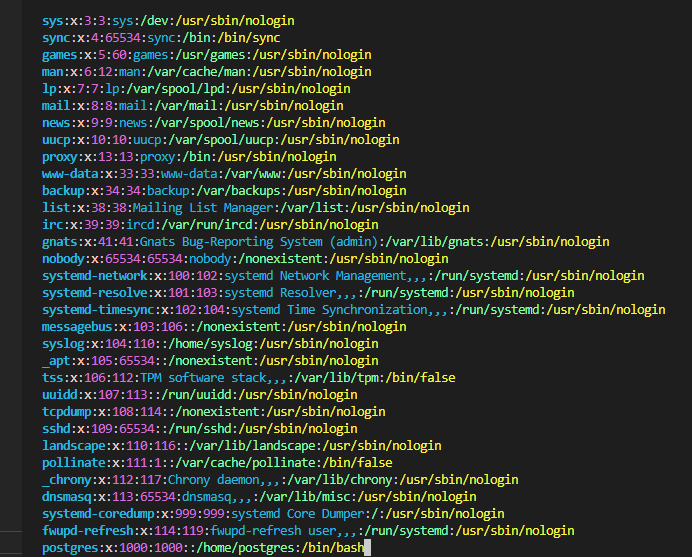 sys:x:3:3:sys:/dev:/usr/sbin/nologin
sync:x:4:65534:sync:/bin:/bin/sync
games:x:5:60:games:/usr/games:/usr/sbin/nologin
man:x:6:12:man:/var/cache/man:/usr/sbin/nologin
lp:x:7:7:lp:/var/spool/lpd:/usr/sbin/nologin
mail:x:8:8:mail:/var/mail:/usr/sbin/nologin
news:x:9:9:news:/var/spool/news:/usr/sbin/nologin
uucp:x:10:10:uucp:/var/spool/uucp:/usr/sbin/nologin
proxy:x:13:13:proxy:/bin:/usr/sbin/nologin
www-data:x:33:33:www-data:/var/www:/usr/sbin/nologin
backup:x:34:34:backup:/var/backups:/usr/sbin/nologin
list:x:38:38:Mailing List Manager:/var/list:/usr/sbin/nologin
irc:x:39:39:ircd:/var/run/ircd:/usr/sbin/nologin
gnats:x:41:41:Gnats Bug-Reporting System (admin):/var/lib/gnats:/usr/sbin/nologin
nobody:x:65534:65534:nobody:/nonexistent:/usr/sbin/nologin
systemd-network:x:100:102:systemd Network Management,,,:/run/systemd:/usr/sbin/nologin
systemd-resolve:x:101:103:systemd Resolver,,,:/run/systemd:/usr/sbin/nologin
systemd-timesync:x:102:104:systemd Time Synchronization,,,:/run/systemd:/usr/sbin/nologin
messagebus:x:103:106::/nonexistent:/usr/sbin/nologin
syslog:x:104:110::/home/syslog:/usr/sbin/nologin
_apt:x:105:65534::/nonexistent:/usr/sbin/nologin
tss:x:106:112:TPM software stack,,,:/var/lib/tpm:/bin/false
uuidd:x:107:113::/run/uuidd:/usr/sbin/nologin
tcpdump:x:108:114::/nonexistent:/usr/sbin/nologin
sshd:x:109:65534::/run/sshd:/usr/sbin/nologin
landscape:x:110:116::/var/lib/landscape:/usr/sbin/nologin
pollinate:x:111:1::/var/cache/pollinate:/bin/false
_chrony:x:112:117:Chrony daemon,,,:/var/lib/chrony:/usr/sbin/nologin
dnsmasq:x:113:65534:dnsmasq,,,:/var/lib/misc:/usr/sbin/nologin
systemd-coredump:x:999:999:systemd Core Dumper:/:/usr/sbin/nologin
fwupd-refresh:x:114:119:fwupd-refresh user,,,:/run/systemd:/usr/sbin/nologin
postgres:x:1000:1000::/home/postgres:/bin/bash